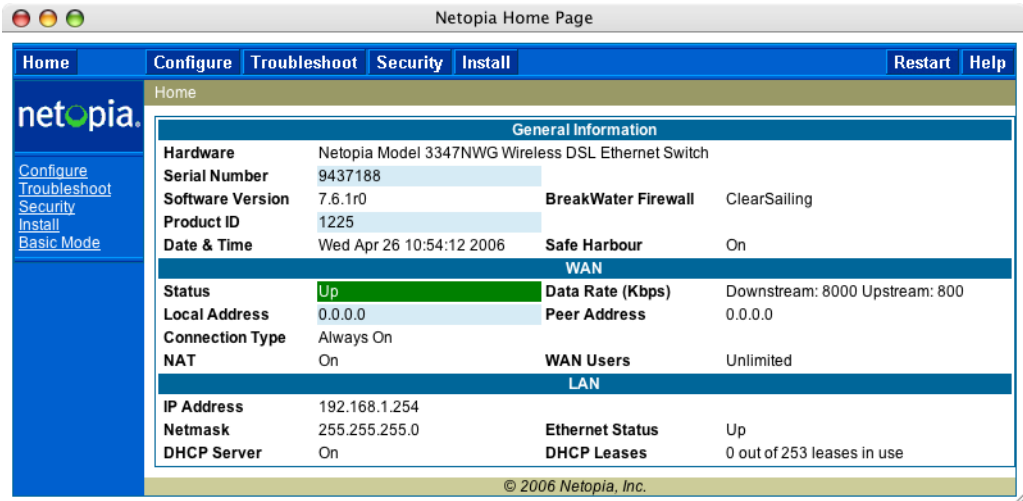 Netopia Home Page
Home Configure Troubleshoot Security Install Restart Help
netopia.
Configure
Troubleshoot
Security
Install
Basic Mode
Home
General Information
Hardware Netopia Model 3347NWG Wireless DSL Ethernet Switch
Serial Number 9437188
Software Version 7.6.1r0 BreakWater Firewall ClearSailing
Product ID 1225
Date & Time Wed Apr 26 10:54:12 2006 Safe Harbour On
WAN
Status Up Data Rate (Kbps) Downstream: 8000 Upstream: 800
Local Address 0.0.0.0 Peer Address 0.0.0.0
Connection Type Always On
NAT On WAN Users Unlimited
LAN
IP Address 192.168.1.254
Netmask 255.255.255.0 Ethernet Status Up
DHCP Server On DHCP Leases 0 out of 253 leases in use
© 2006 Netopia, Inc.